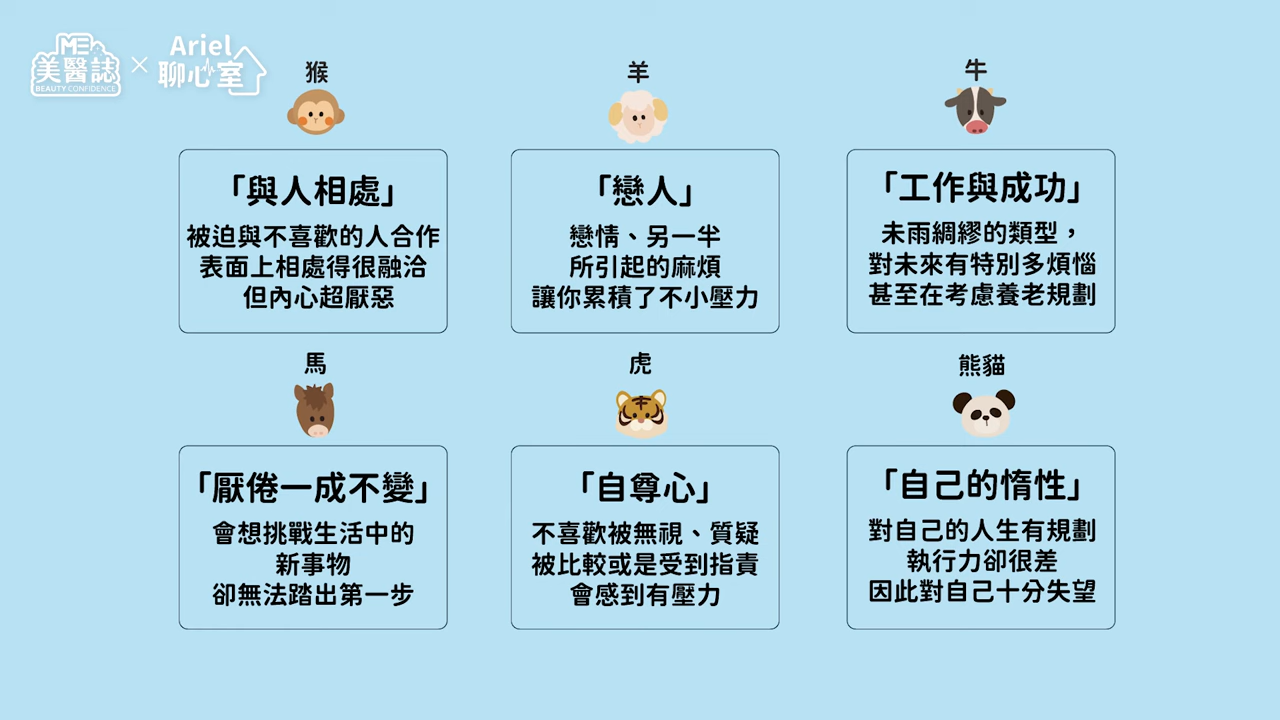 ME
美醫誌
BEAUTY CONFIDENCE
×
Ariel
聊心室
猴
「與人相處」
被迫與不喜歡的人合作
表面上相處得很融洽
但內心超厭惡
羊
「戀人」
戀情、另一半
所引起的麻煩
讓你累積了不小壓力
牛
「工作與成功」
未雨綢繆的類型，
對未來有特別多煩惱
甚至在考慮養老規劃
馬
「厭倦一成不變」
會想挑戰生活中的
新事物
卻無法踏出第一步
虎
「自尊心」
不喜歡被無視、質疑
被比較或是受到指責
會感到有壓力
熊貓
「自己的惰性」
對自己的人生有規劃
執行力卻很差
因此對自己十分失望